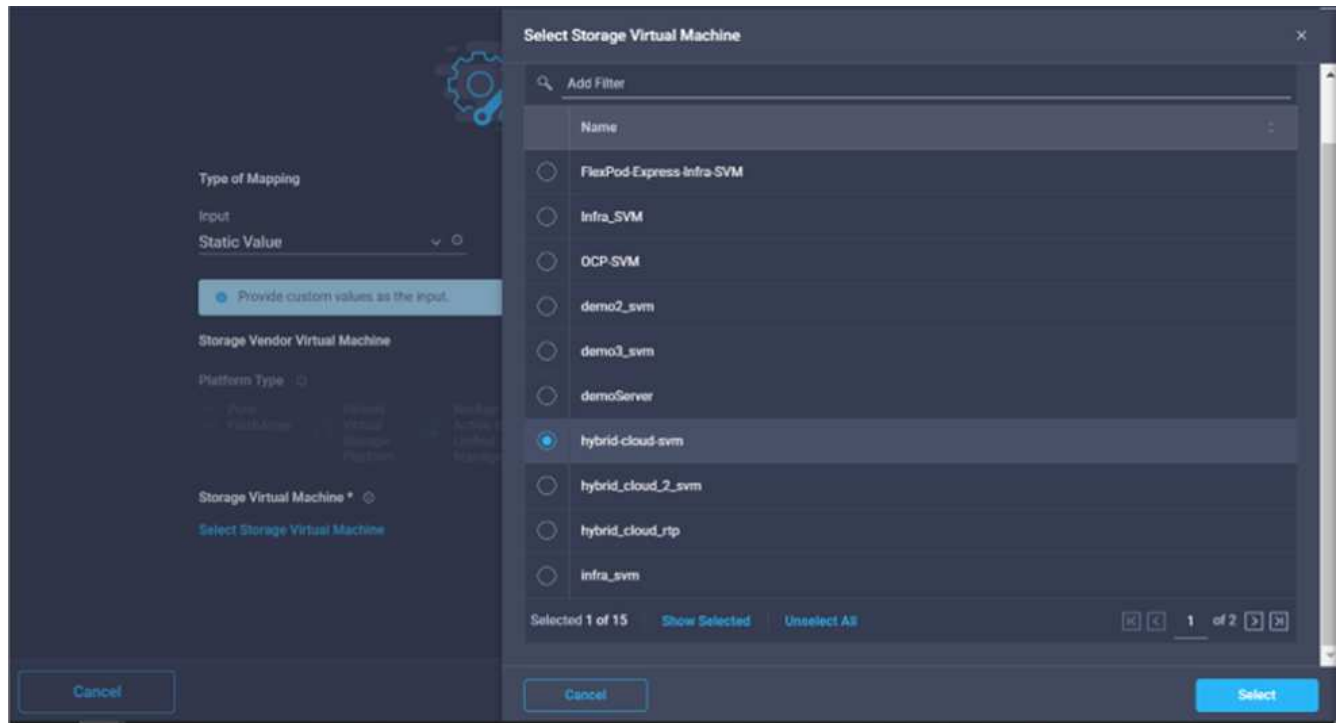 Select Storage Virtual Machine
Add Filter
Name
FlexPod-Express-Infra-SVM
Infra_SVM
OCP-SVM
demo2_svm
demo3_svm
demoServer
hybrid-cloud-svm
hybrid_cloud_2_svm
hybrid_cloud_rtp
infra_svm
Selected 1 of 15 Show Selected Unselect All 1 of 2
Cancel Select
Type of Mapping
Input
Static Value
Provide custom values as the input.
Storage Vendor Virtual Machine
Platform Type
Storage Virtual Machine *
Select Storage Virtual Machine
Cancel